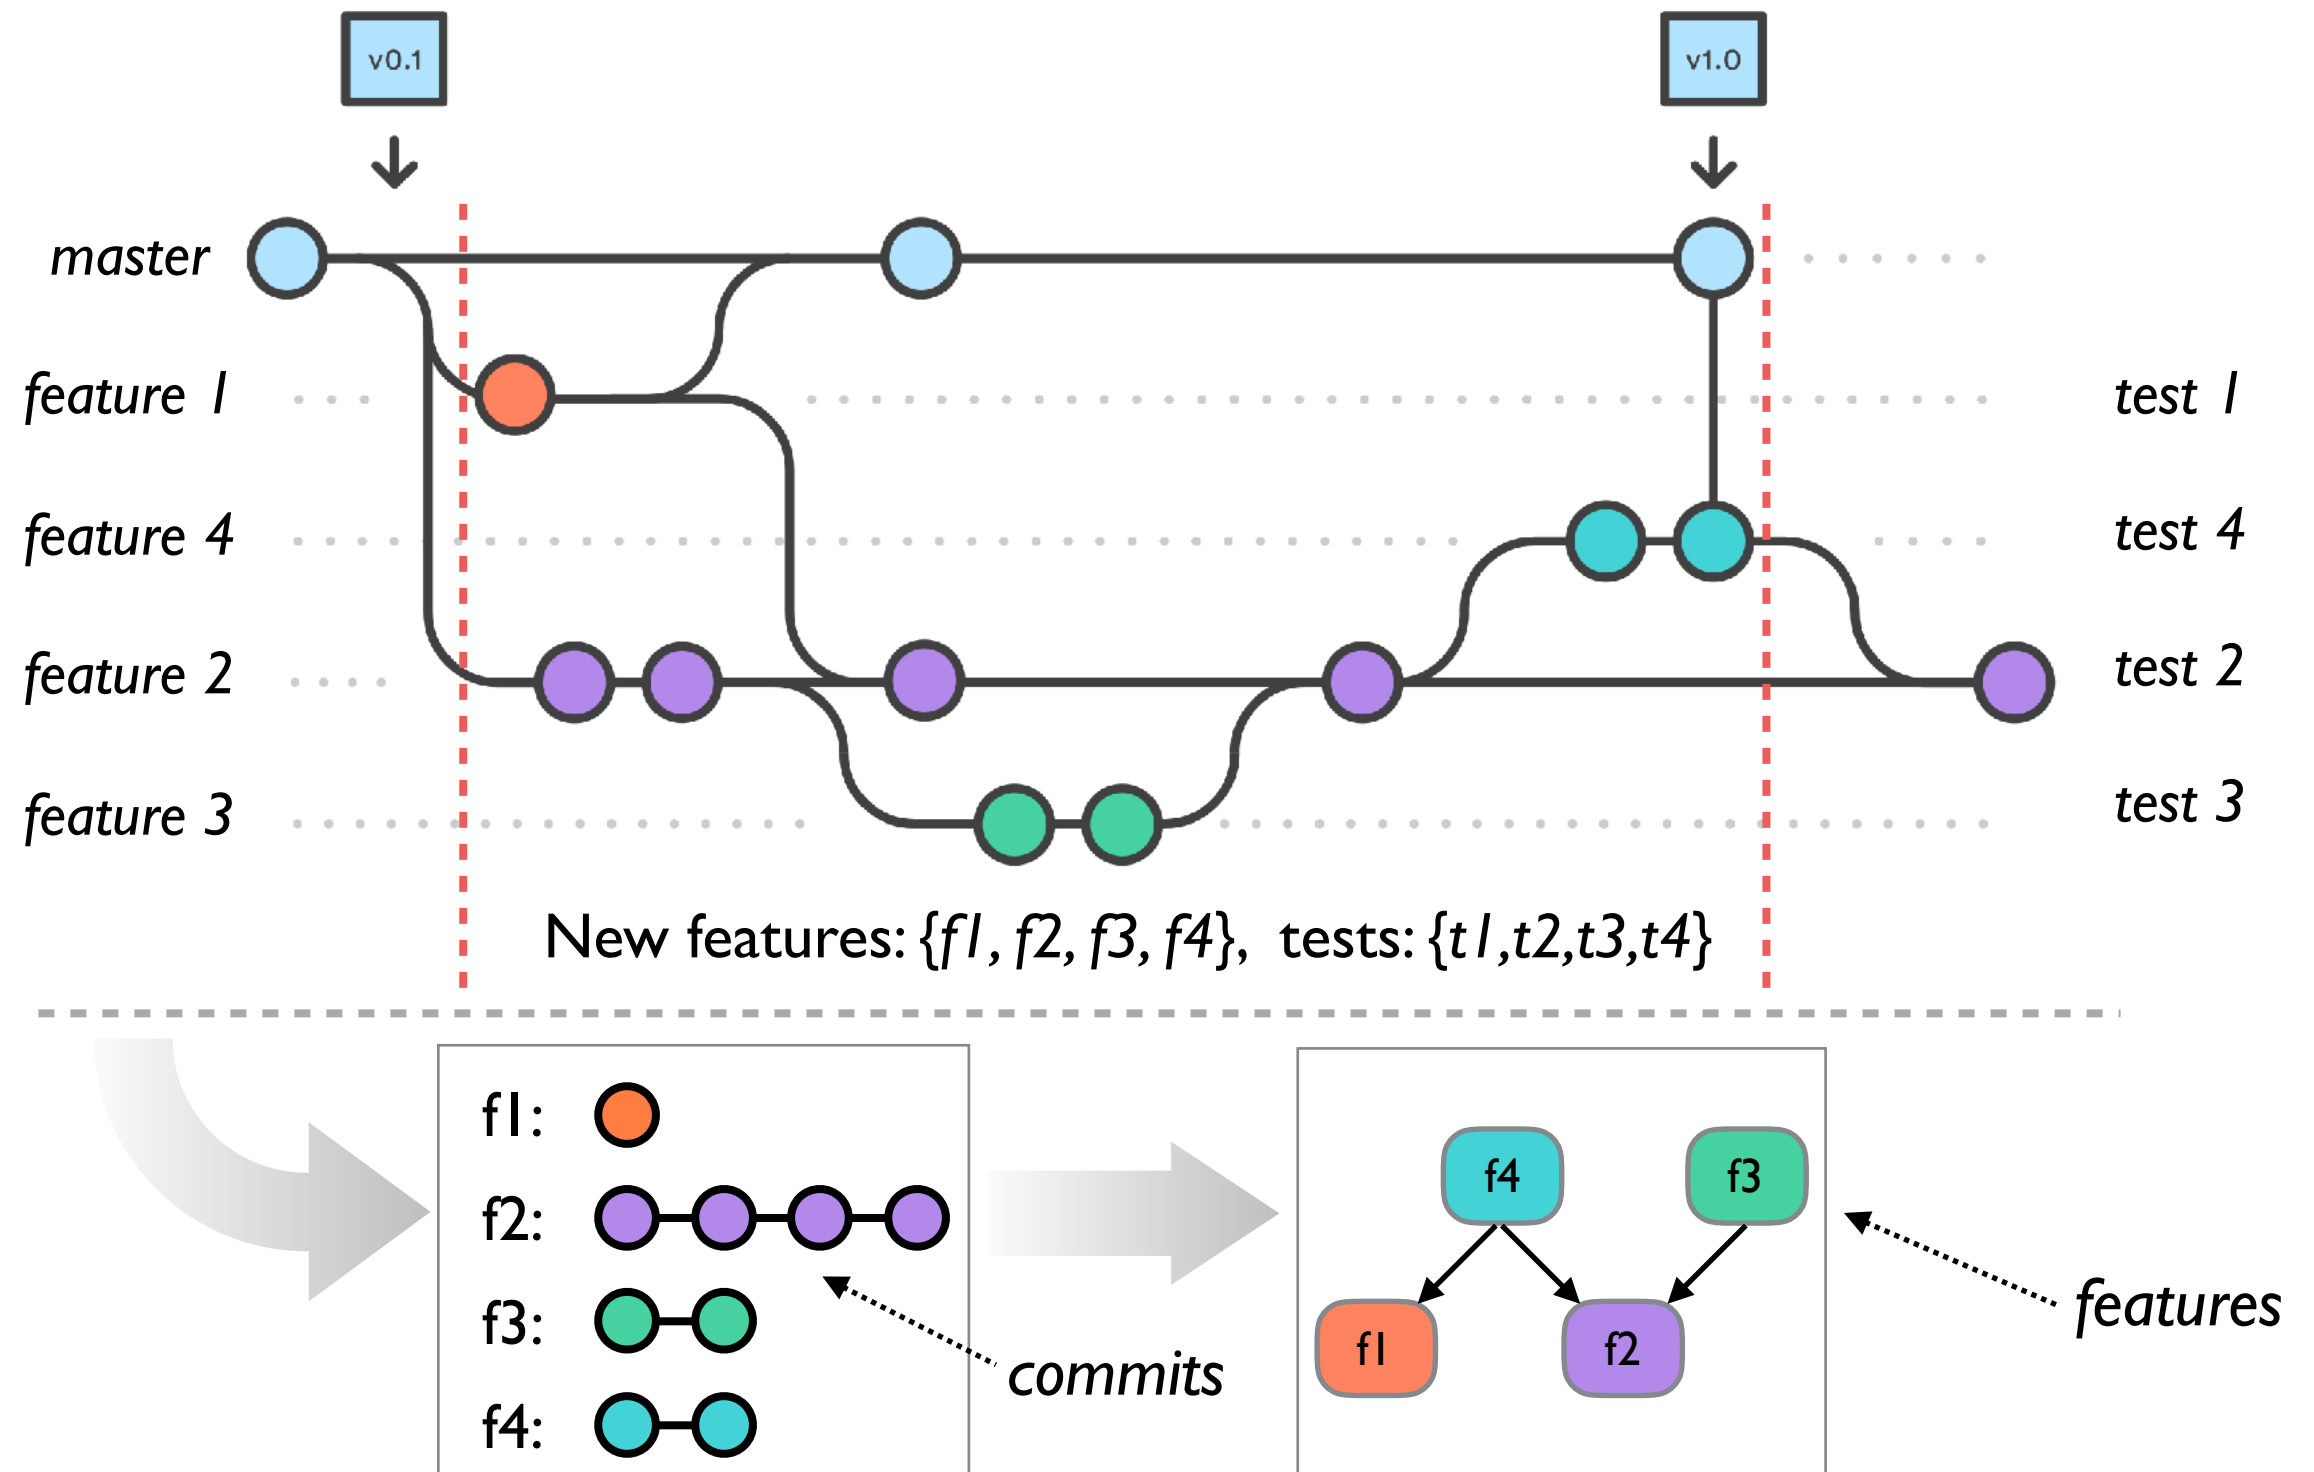 v0.1
v1.0
master
feature 1
test 1
feature 4
test 4
feature 2
test 2
feature 3
test 3
New features: {f1, f2, f3, f4}, tests: {t1,t2,t3,t4}
f1:
f2:
f3:
f4:
commits
f4
f3
f1
f2
features